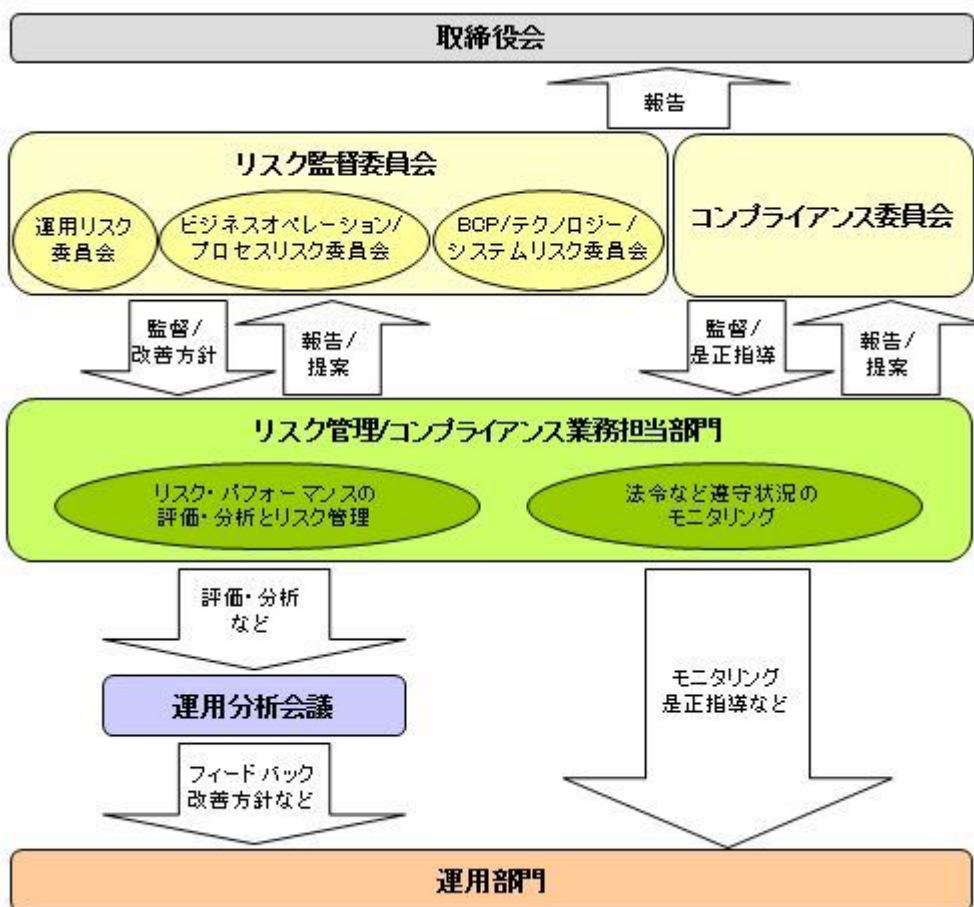 取締役会
報告
リスク監督委員会
運用リスク
委員会
ビジネスオペレーション/
プロセスリスク委員会
BCP/テクノロジー/
システムリスク委員会
コンプライアンス委員会
監督/
改善方針
報告/
提案
監督/
是正指導
報告/
提案
リスク管理/コンプライアンス業務担当部門
リスク・パフォーマンスの
評価・分析とリスク管理
法令など遵守状況の
モニタリング
評価・分析
など
運用分析会議
モニタリング
是正指導など
フィードバック
改善方針など
運用部門